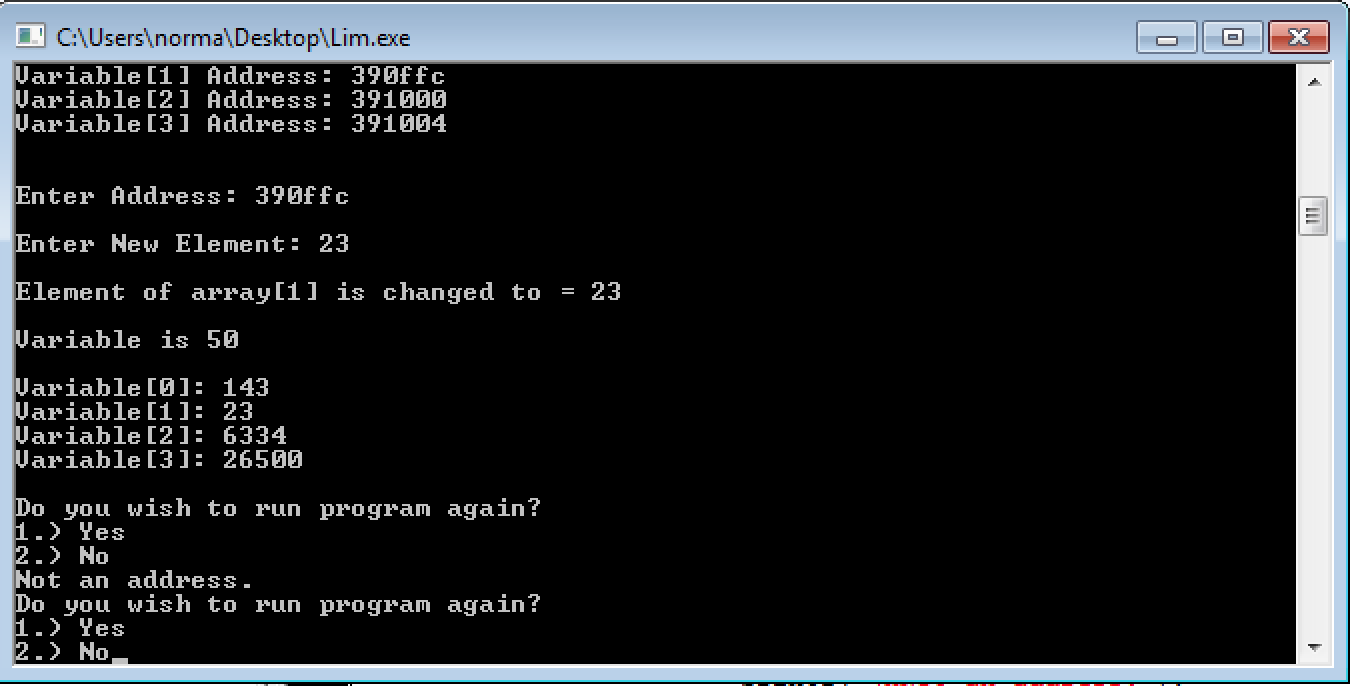 C:\Users\norma\Desktop\Lim.exe
Variable[1] Address: 390ffc
Variable[2] Address: 391000
Variable[3] Address: 391004
Enter Address: 390ffc
Enter New Element: 23
Element of array[1] is changed to = 23
Variable is 50
Variable[0]: 143
Variable[1]: 23
Variable[2]: 6334
Variable[3]: 26500
Do you wish to run program again?
1.) Yes
2.) No
Not an address.
Do you wish to run program again?
1.) Yes
2.) No_